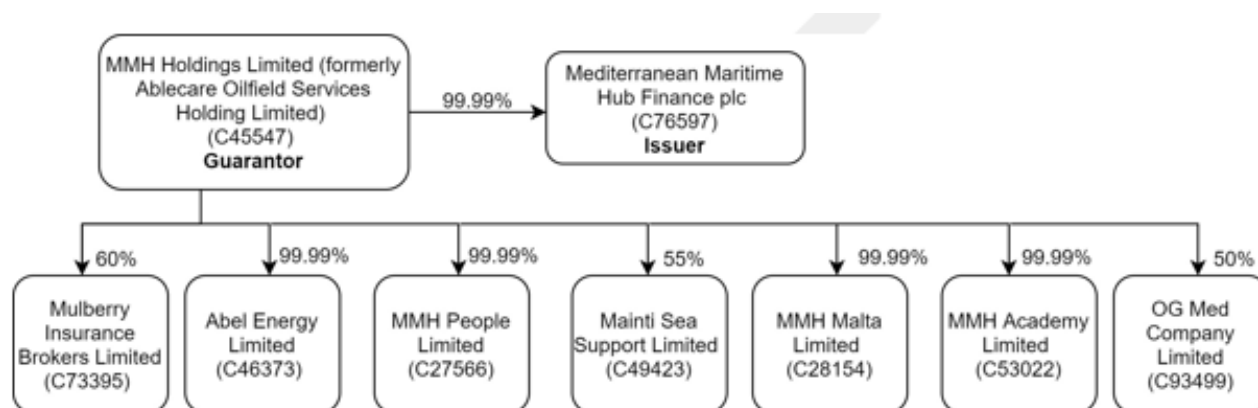 MMH Holdings Limited (formerly
Ablecare Oilfield Services
Holding Limited)
(C45547)
Guarantor
99.99%
Mediterranean Maritime
Hub Finance plc
(C76597)
Issuer
60%
99.99%
99.99%
55%
99.99%
99.99%
50%
Mulberry
Insurance
Brokers Limited
(C73395)
Abel Energy
Limited
(C46373)
MMH People
Limited
(C27566)
Mainti Sea
Support Limited
(C49423)
MMH Malta
Limited
(C28154)
MMH Academy
Limited
(C53022)
OG Med
Company
Limited
(C93499)